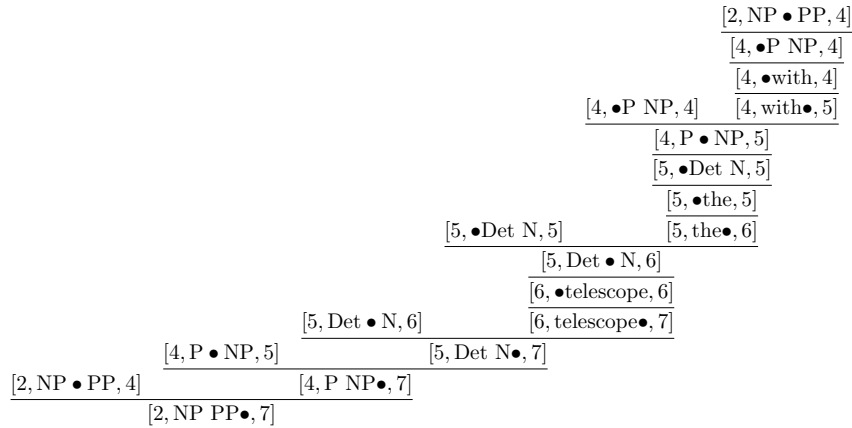 [2, NP • PP, 4]
[4, •P NP, 4]
[4, •with, 4]
[4, •P NP, 4] [4, with•, 5]
[4, P • NP, 5]
[5, •Det N, 5]
[5, •the, 5]
[5, •Det N, 5] [5, the•, 6]
[5, Det • N, 6]
[6, •telescope, 6]
[5, Det • N, 6] [6, telescope•, 7]
[4, P • NP, 5] [5, Det N•, 7]
[2, NP • PP, 4] [4, P NP•, 7]
[2, NP PP•, 7]